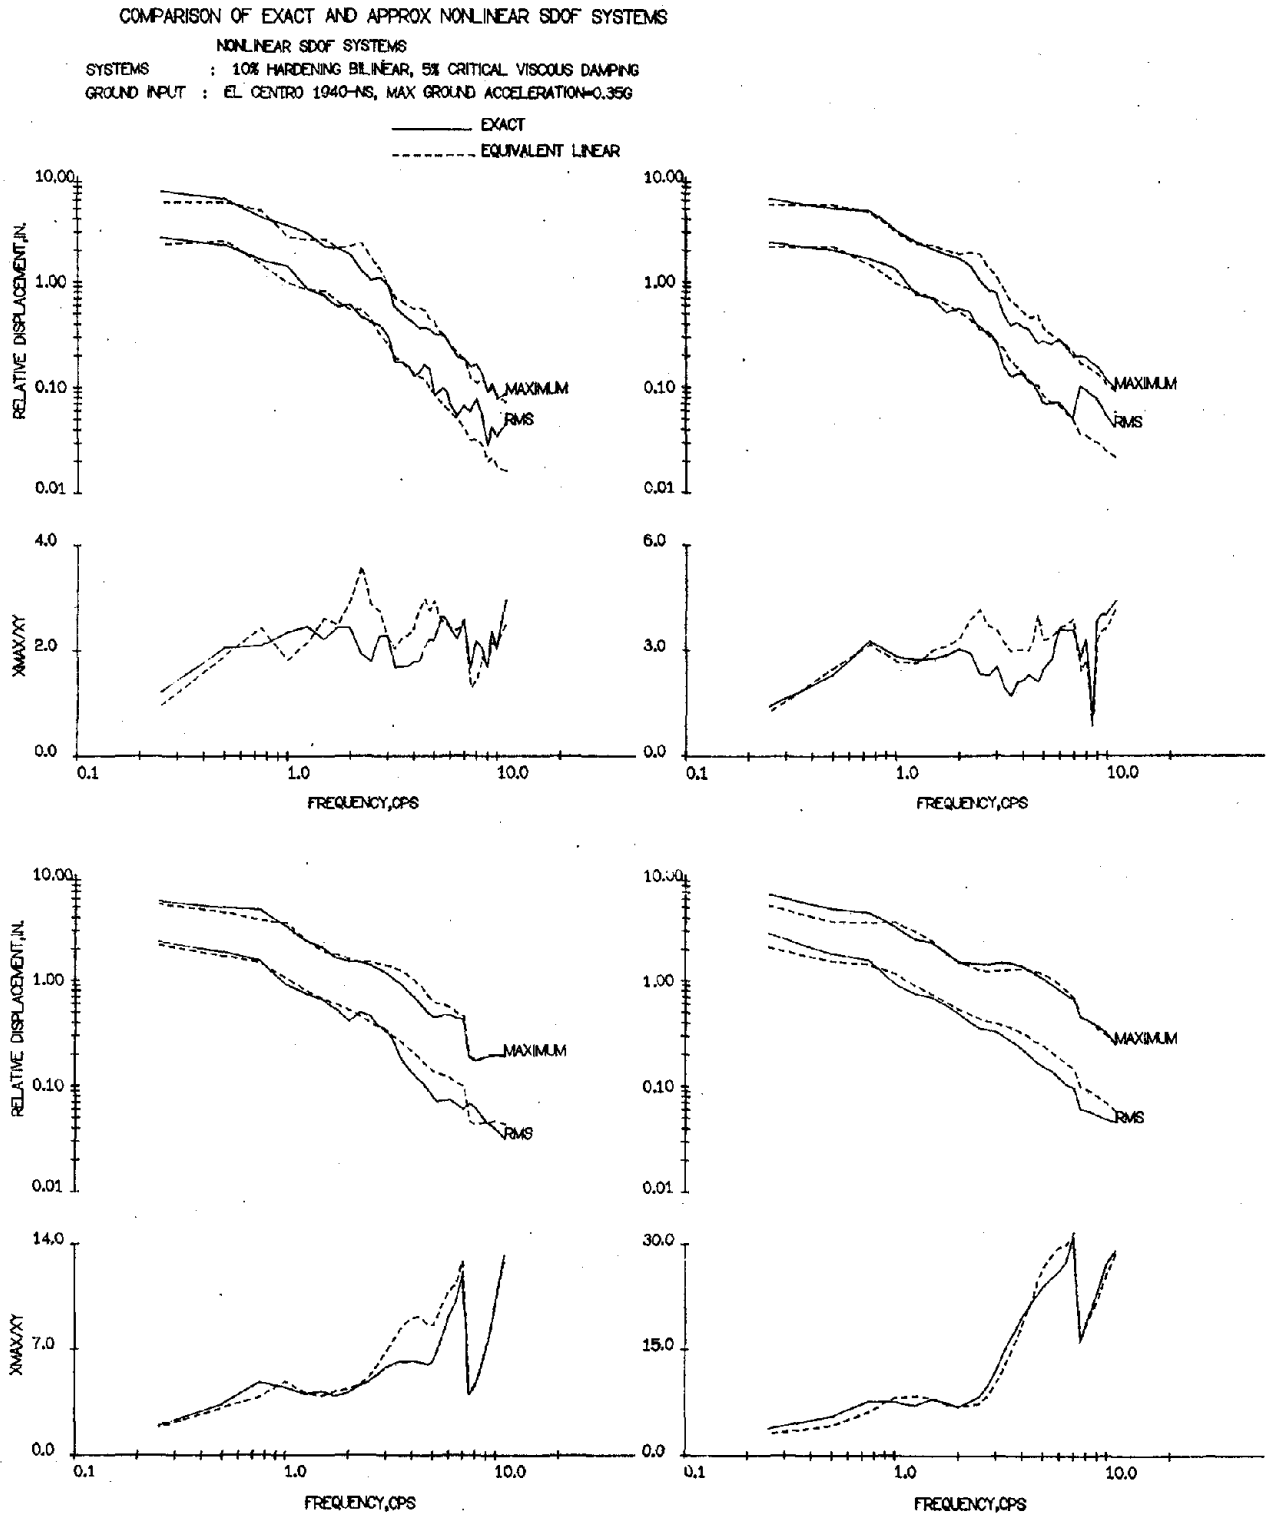 COMPARISON OF EXACT AND APPROX NONLINEAR SDOF SYSTEMS
NONLINEAR SDOF SYSTEMS
SYSTEMS : 10% HARDENING BILINEAR, 5% CRITICAL VISCOUS DAMPING
GROUND INPUT : EL CENTRO 1940-NS, MAX GROUND ACCELERATION=0.35G
EXACT
EQUIVALENT LINEAR
RELATIVE DISPLACEMENT,IN.
10.00
1.00
0.10
0.01
MAXIMUM
RMS
10.00
1.00
0.10
0.01
MAXIMUM
RMS
XMAX/XY
4.0
2.0
0.0
0.1
1.0
10.0
FREQUENCY,CPS
6.0
3.0
0.0
0.1
1.0
10.0
FREQUENCY,CPS
RELATIVE DISPLACEMENT,IN.
10.00
1.00
0.10
0.01
MAXIMUM
RMS
10.00
1.00
0.10
0.01
MAXIMUM
RMS
XMAX/XY
14.0
7.0
0.0
0.1
1.0
10.0
FREQUENCY,CPS
30.0
15.0
0.0
0.1
1.0
10.0
FREQUENCY,CPS